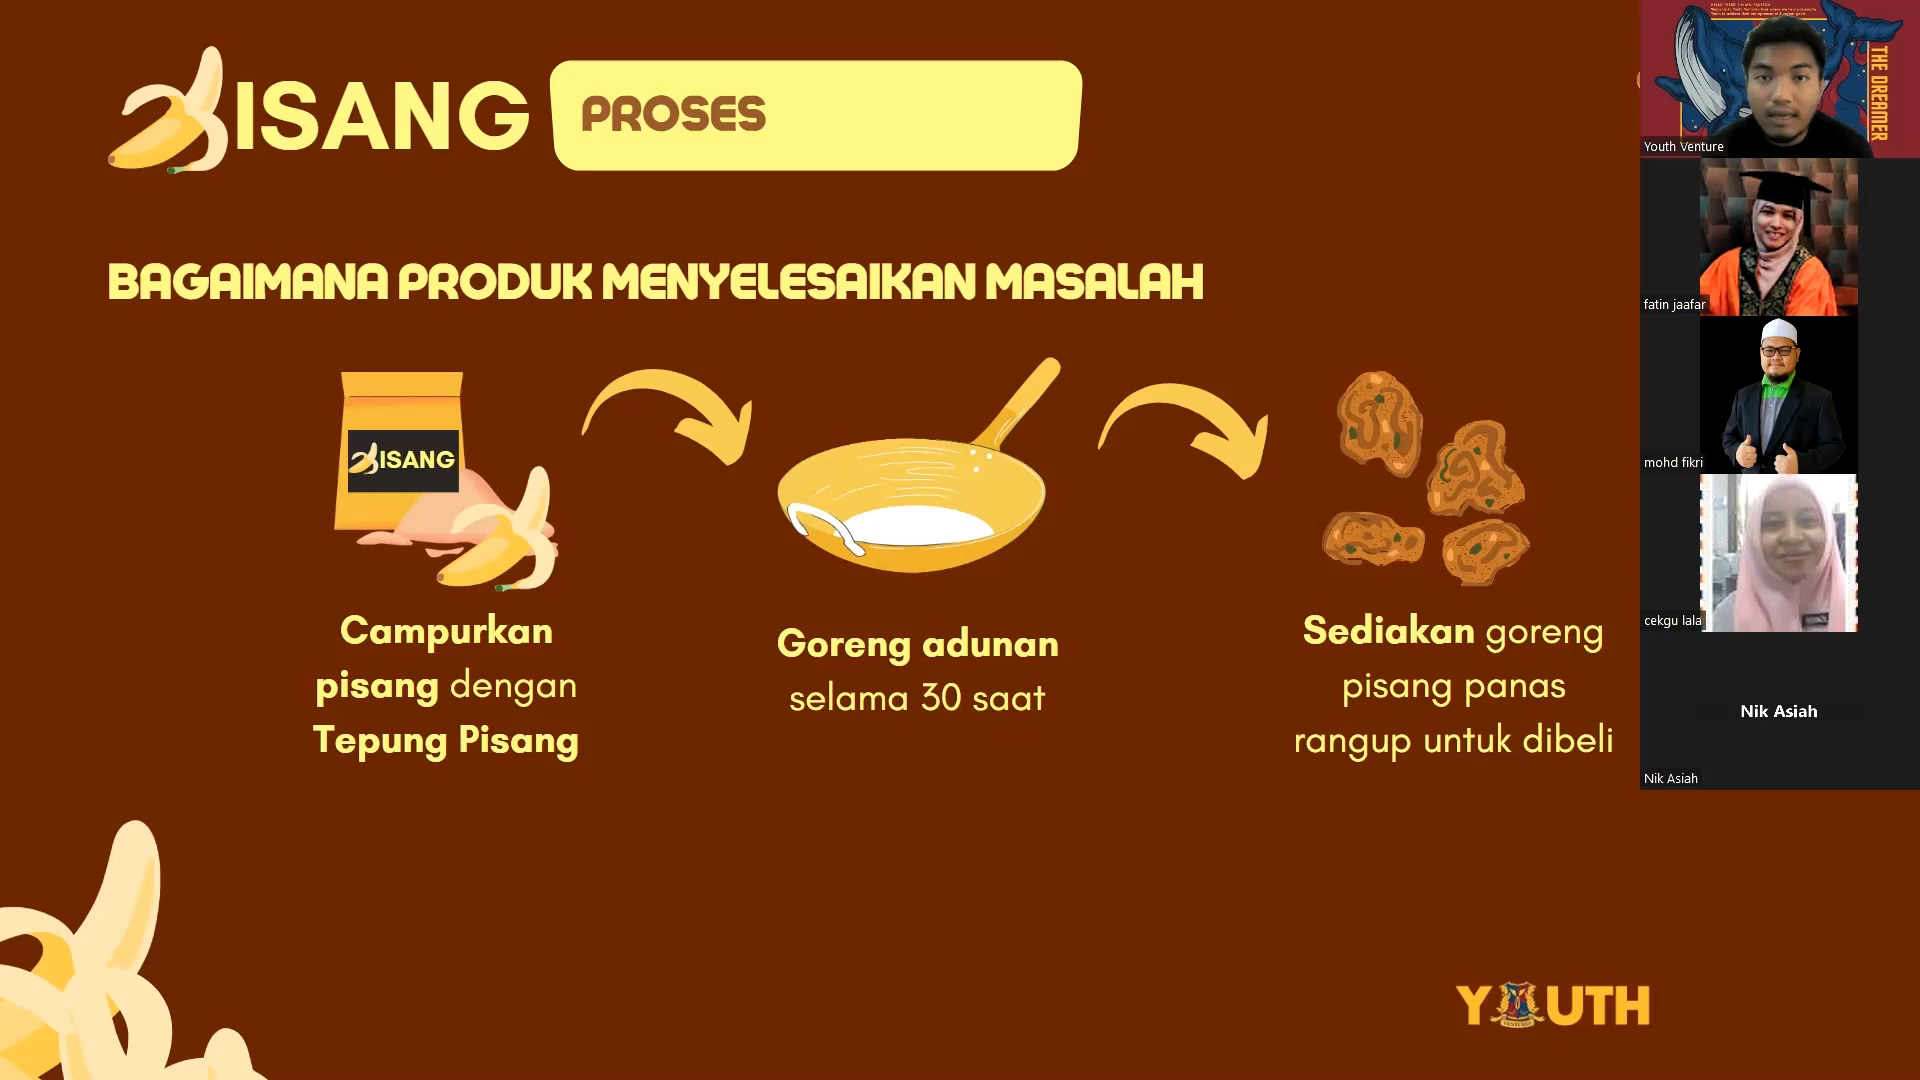 ISANG
PROSES
BAGAIMANA PRODUK MENYELESAIKAN MASALAH
ISANG
Campurkan
pisang dengan
Tepung Pisang
Goreng adunan
selama 30 saat
Sediakan goreng
pisang panas
rangup untuk dibeli
Y UTH
VENTURES
THE DREAMER
Youth Venture
fatin jaafar
mohd fikri
cekgu lala
Nik Asiah
Nik Asiah